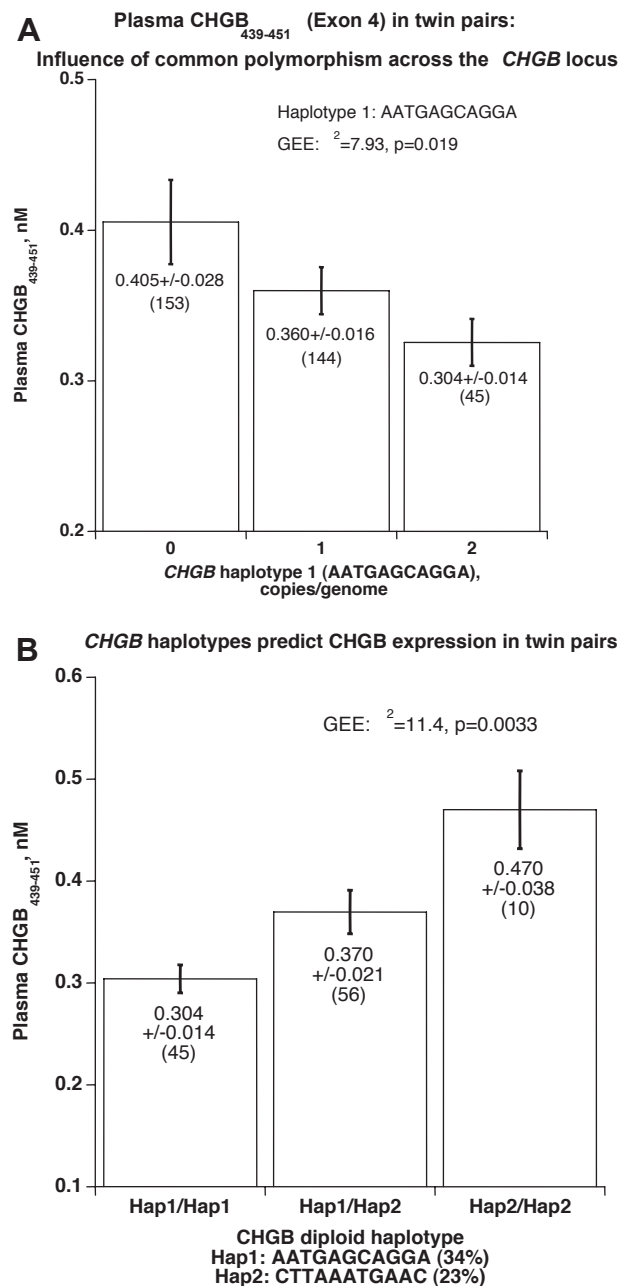 A
Plasma CHGB439-451 (Exon 4) in twin pairs:
Influence of common polymorphism across the CHGB locus
0.5
Haplotype 1: AATGAGCAGGA
GEE: 2=7.93, p=0.019
Plasma CHGB439-451, nM
0.4
0.405+/-0.028
(153)
0.360+/-0.016
(144)
0.304+/-0.014
(45)
0.3
0.2
0 1 2
CHGB haplotype 1 (AATGAGCAGGA),
copies/genome
B
CHGB haplotypes predict CHGB expression in twin pairs
0.6
GEE: 2=11.4, p=0.0033
Plasma CHGB439-451, nM
0.5
0.4
0.470
+/-0.038
(10)
0.370
+/-0.021
(56)
0.3
0.304
+/-0.014
(45)
0.2
0.1
Hap1/Hap1 Hap1/Hap2 Hap2/Hap2
CHGB diploid haplotype
Hap1: AATGAGCAGGA (34%)
Hap2: CTTAAATGAAC (23%)